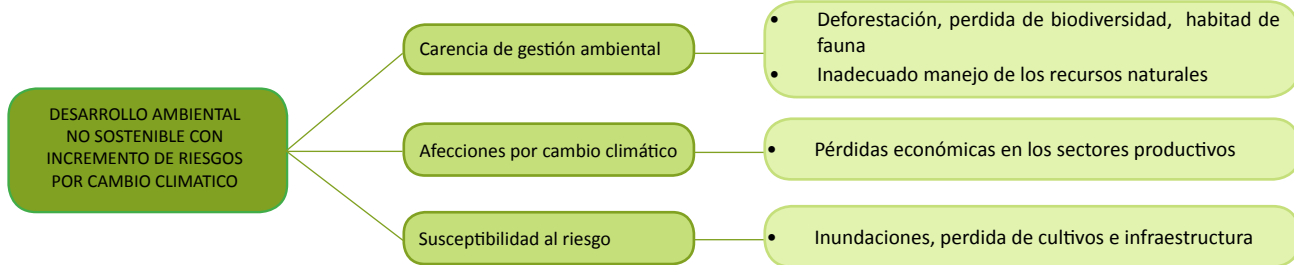 DESARROLLO AMBIENTAL
NO SOSTENIBLE CON
INCREMENTO DE RIESGOS
POR CAMBIO CLIMATICO
Carencia de gestión ambiental
• Deforestación, perdida de biodiversidad, habitad de
fauna
• Inadecuado manejo de los recursos naturales
Afecciones por cambio climático
• Pérdidas económicas en los sectores productivos
Susceptibilidad al riesgo
• Inundaciones, perdida de cultivos e infraestructura